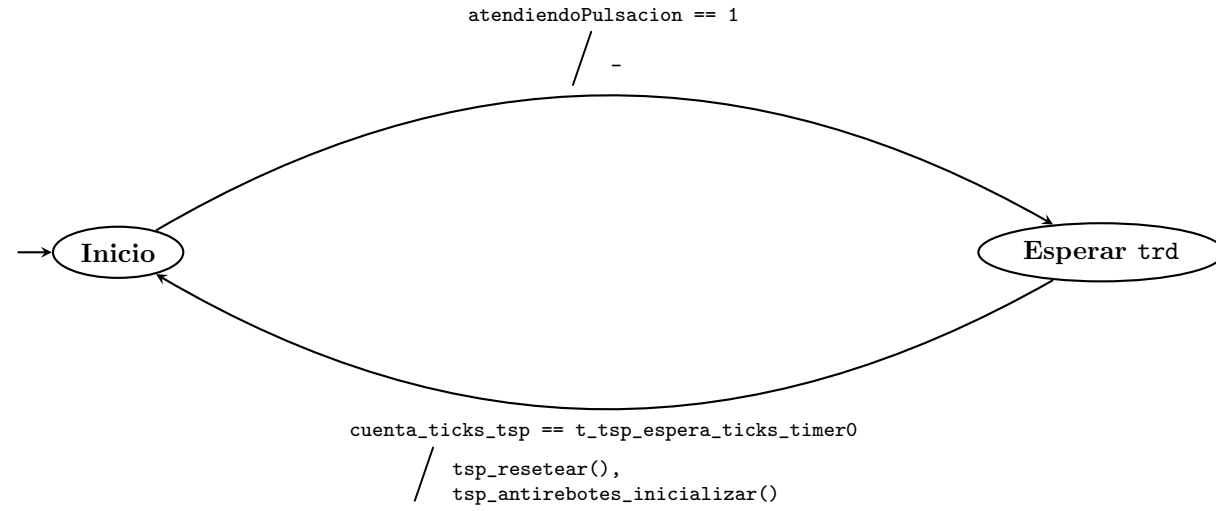 atendiendoPulsacion == 1
-
Inicio
Esperar trd
cuenta_ticks_tsp == t_tsp_espera_ticks_timer0
tsp_resetear(),
tsp_antirebotes_inicializar()